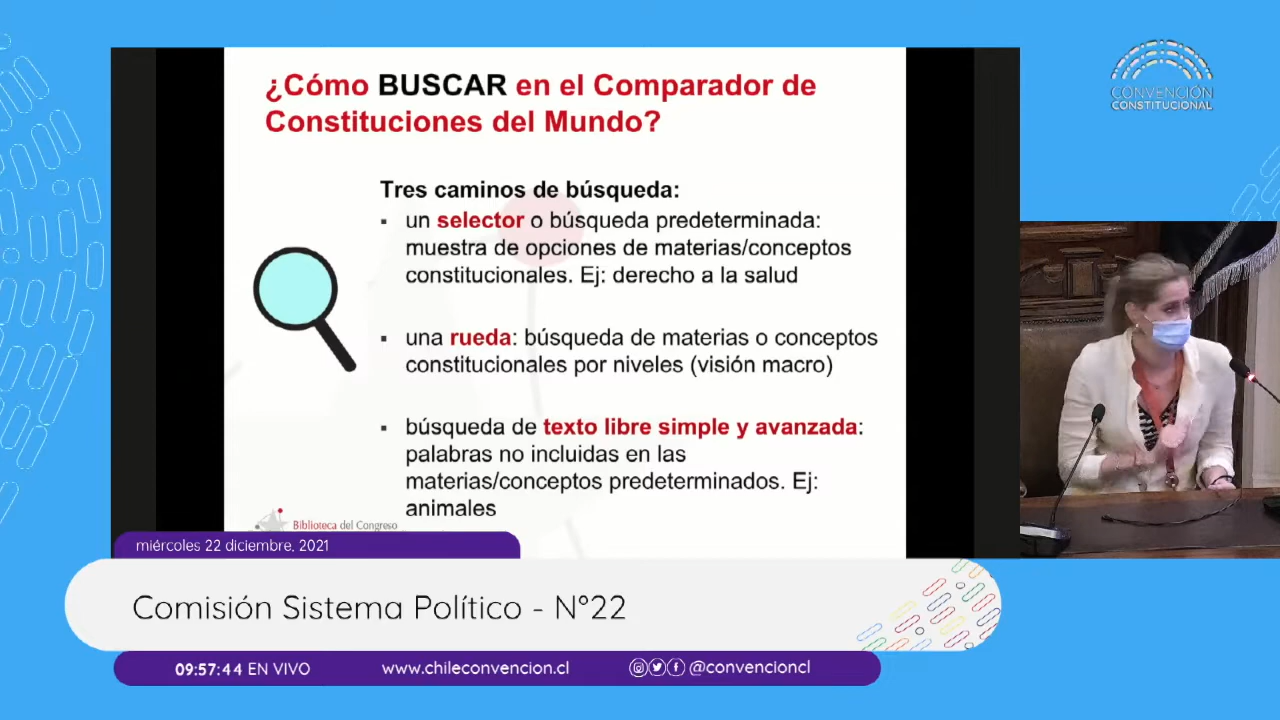 ¿Cómo BUSCAR en el Comparador de
Constituciones del Mundo?
Tres caminos de búsqueda:
▪ un selector o búsqueda predeterminada:
muestra de opciones de materias/conceptos
constitucionales. Ej: derecho a la salud
▪ una rueda: búsqueda de materias o conceptos
constitucionales por niveles (visión macro)
▪ búsqueda de texto libre simple y avanzada:
palabras no incluidas en las
materias/conceptos predeterminados. Ej:
animales
Biblioteca del Congreso
CONVENCIÓN
CONSTITUCIONAL
miércoles 22 diciembre, 2021
Comisión Sistema Político - N°22
09:57:44 EN VIVO
www.chileconvencion.cl
@convencioncl